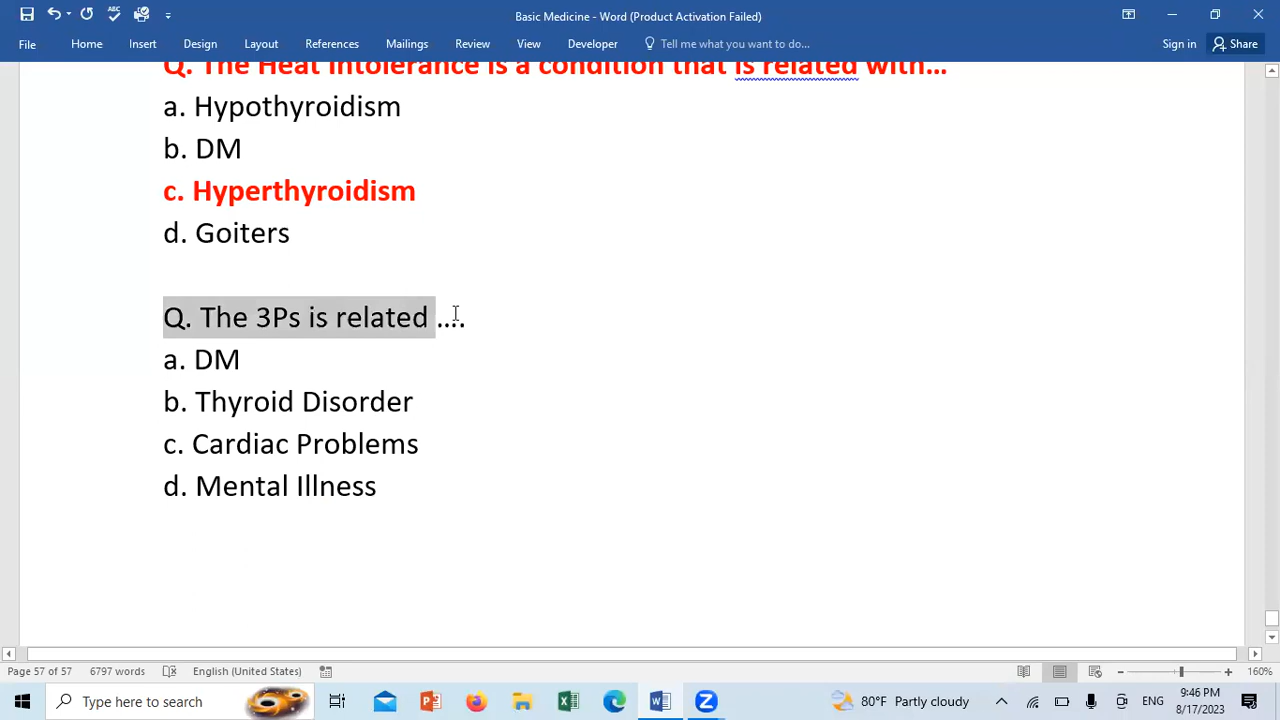 Basic Medicine - Word (Product Activation Failed)
File Home Insert Design Layout References Mailings Review View Developer Tell me what you want to do... Sign in Share
Q. The Heat Intolerance is a condition that is related with...
a. Hypothyroidism
b. DM
c. Hyperthyroidism
d. Goiters
Q. The 3Ps is related ....
a. DM
b. Thyroid Disorder
c. Cardiac Problems
d. Mental Illness
Page 57 of 57 6797 words English (United States) 160%
Type here to search 80°F Partly cloudy ENG 9:46 PM
8/17/2023